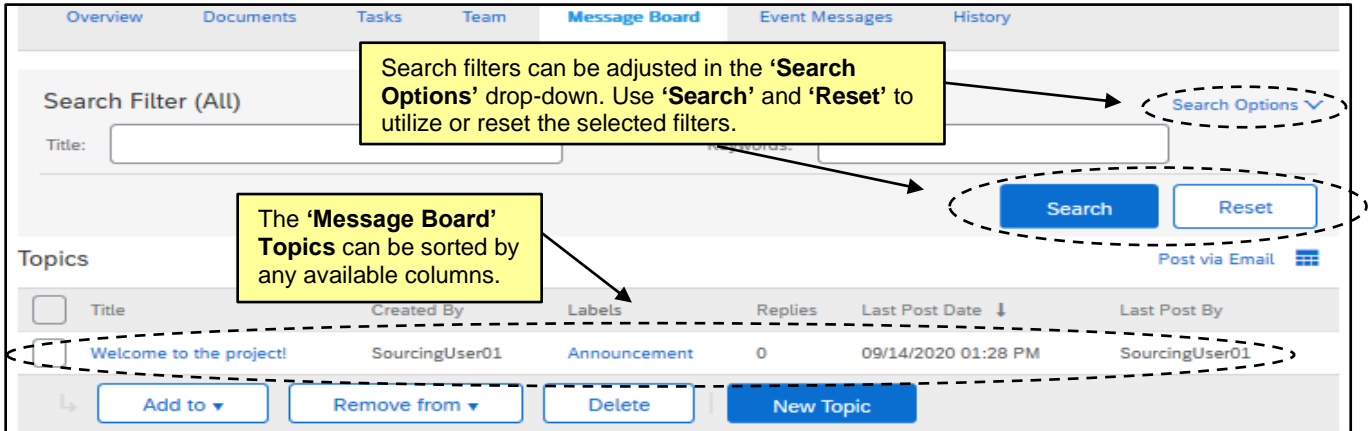 Overview Documents Tasks Team Message Board Event Messages History
Search filters can be adjusted in the ‘Search
Options’ drop-down. Use ‘Search’ and ‘Reset’ to
utilize or reset the selected filters.
Search Filter (All)
Search Options
Title:
Keywords:
Search Reset
The ‘Message Board’
Topics can be sorted by
any available columns.
Topics
Post via Email
Title Created By Labels Replies Last Post Date ↓ Last Post By
Welcome to the project! SourcingUser01 Announcement 0 09/14/2020 01:28 PM SourcingUser01
Add to ▾ Remove from ▾ Delete New Topic